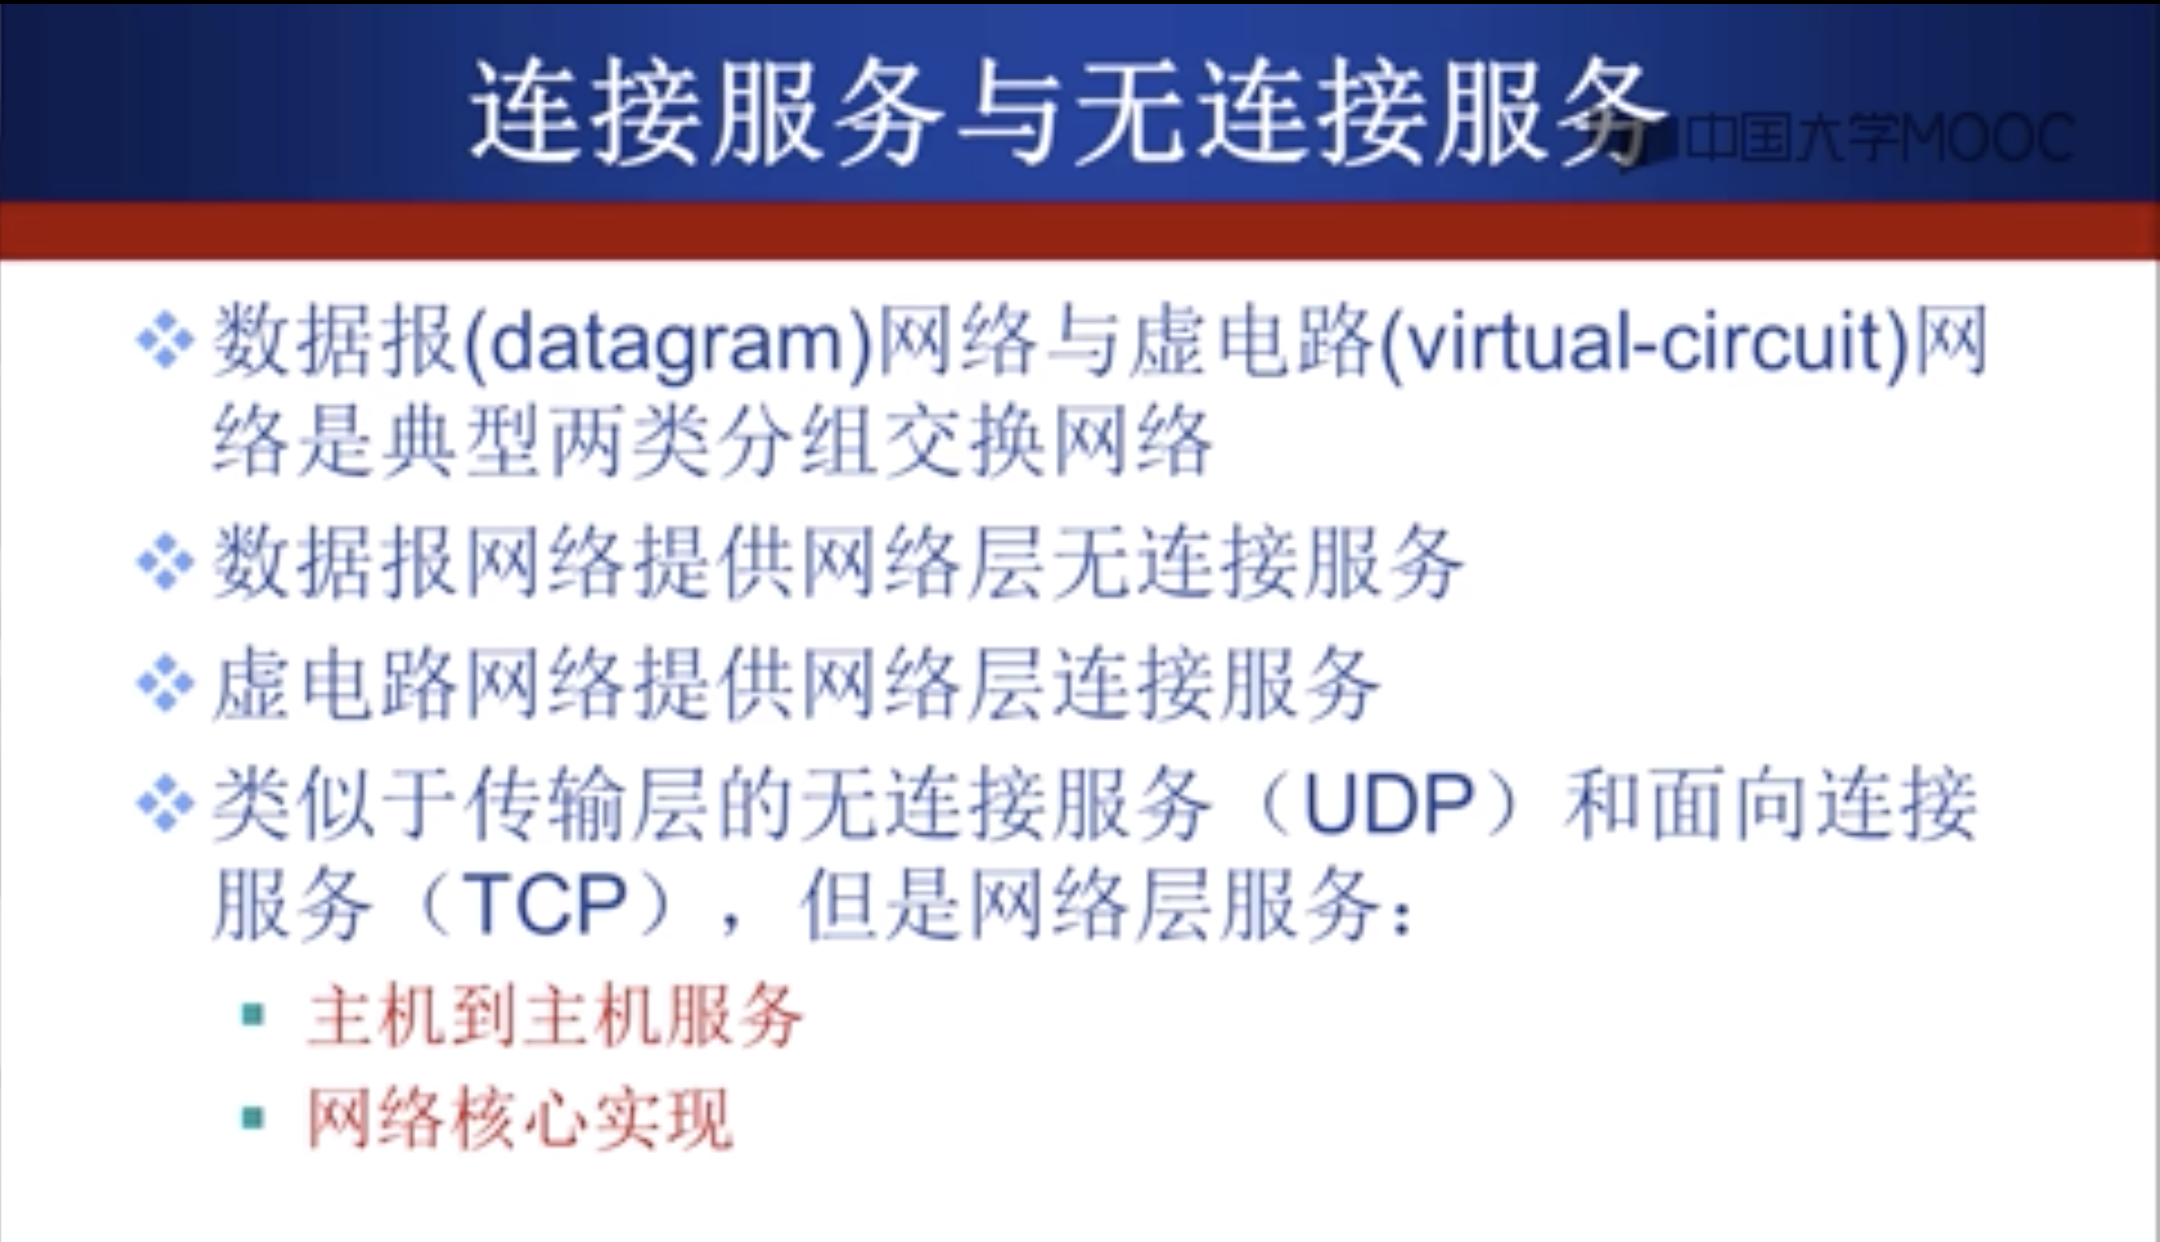 连接服务与无连接服务
中国大学MOOC
数据报(datagram)网络与虚电路(virtual-circuit)网
络是典型两类分组交换网络
数据报网络提供网络层无连接服务
虚电路网络提供网络层连接服务
类似于传输层的无连接服务（UDP）和面向连接
服务（TCP），但是网络层服务：
主机到主机服务
网络核心实现